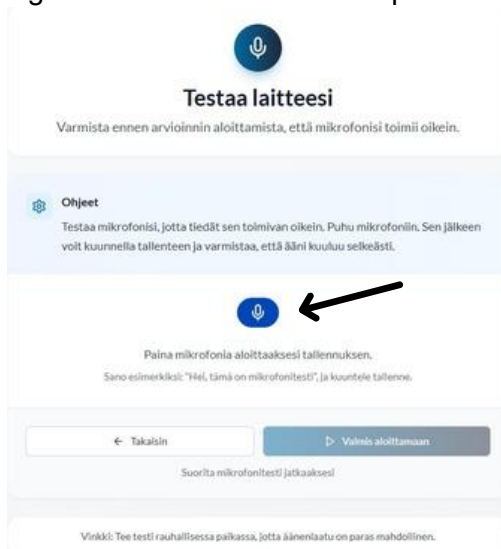 Testaa laitteesi
Varmista ennen arvioinnin aloittamista, että mikrofonisi toimii oikein.
Ohjeet
Testaa mikrofonisi, jotta tiedät sen toimivan oikein. Puhu mikrofoniin. Sen jälkeen
voit kuunnella tallenteen ja varmistaa, että ääni kuuluu selkeästi.
Paina mikrofonia aloittaaksesi tallennuksen.
Sano esimerkiksi: "Hei, tämä on mikrofonitesti", ja kuuntele tallenne.
← Takaisin
Valmis aloittamaan
Suorita mikrofonitesti jatkaaksesi
Vinkki: Tee testi rauhallisessa paikassa, jotta äänenlaatu on paras mahdollinen.